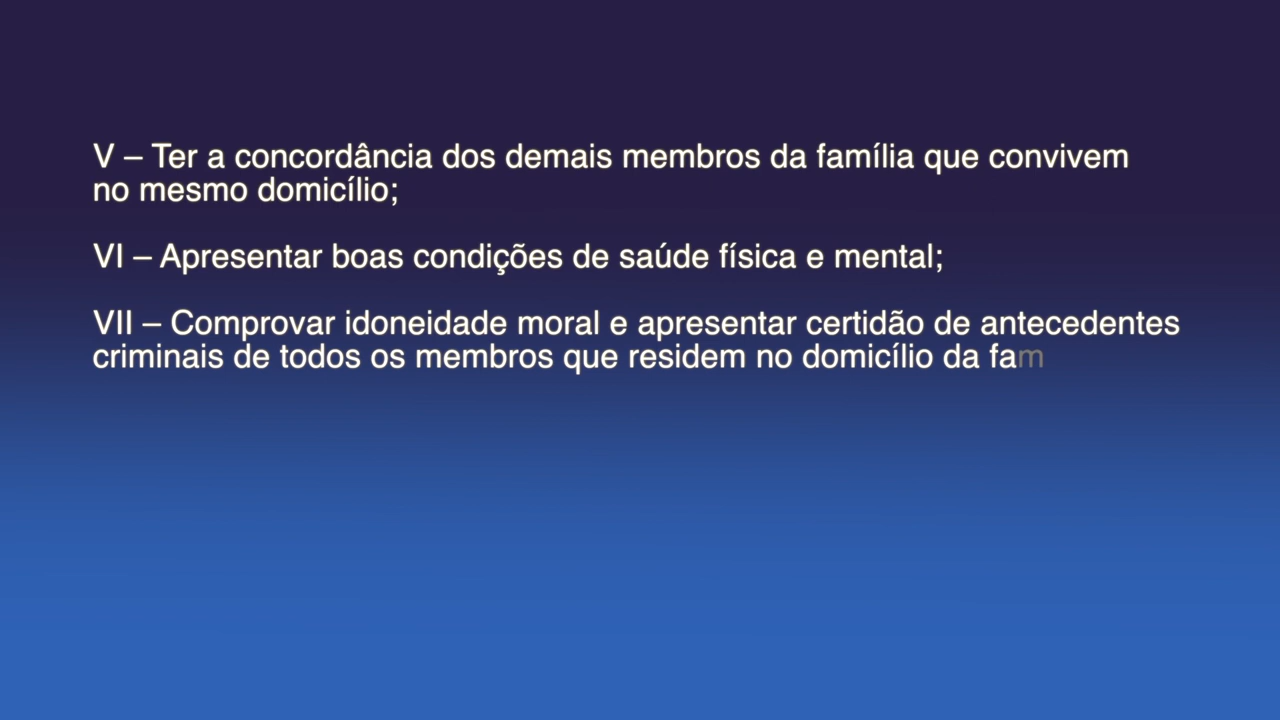 V – Ter a concordância dos demais membros da família que convivem
no mesmo domicílio;
VI – Apresentar boas condições de saúde física e mental;
VII – Comprovar idoneidade moral e apresentar certidão de antecedentes
criminais de todos os membros que residem no domicílio da fam